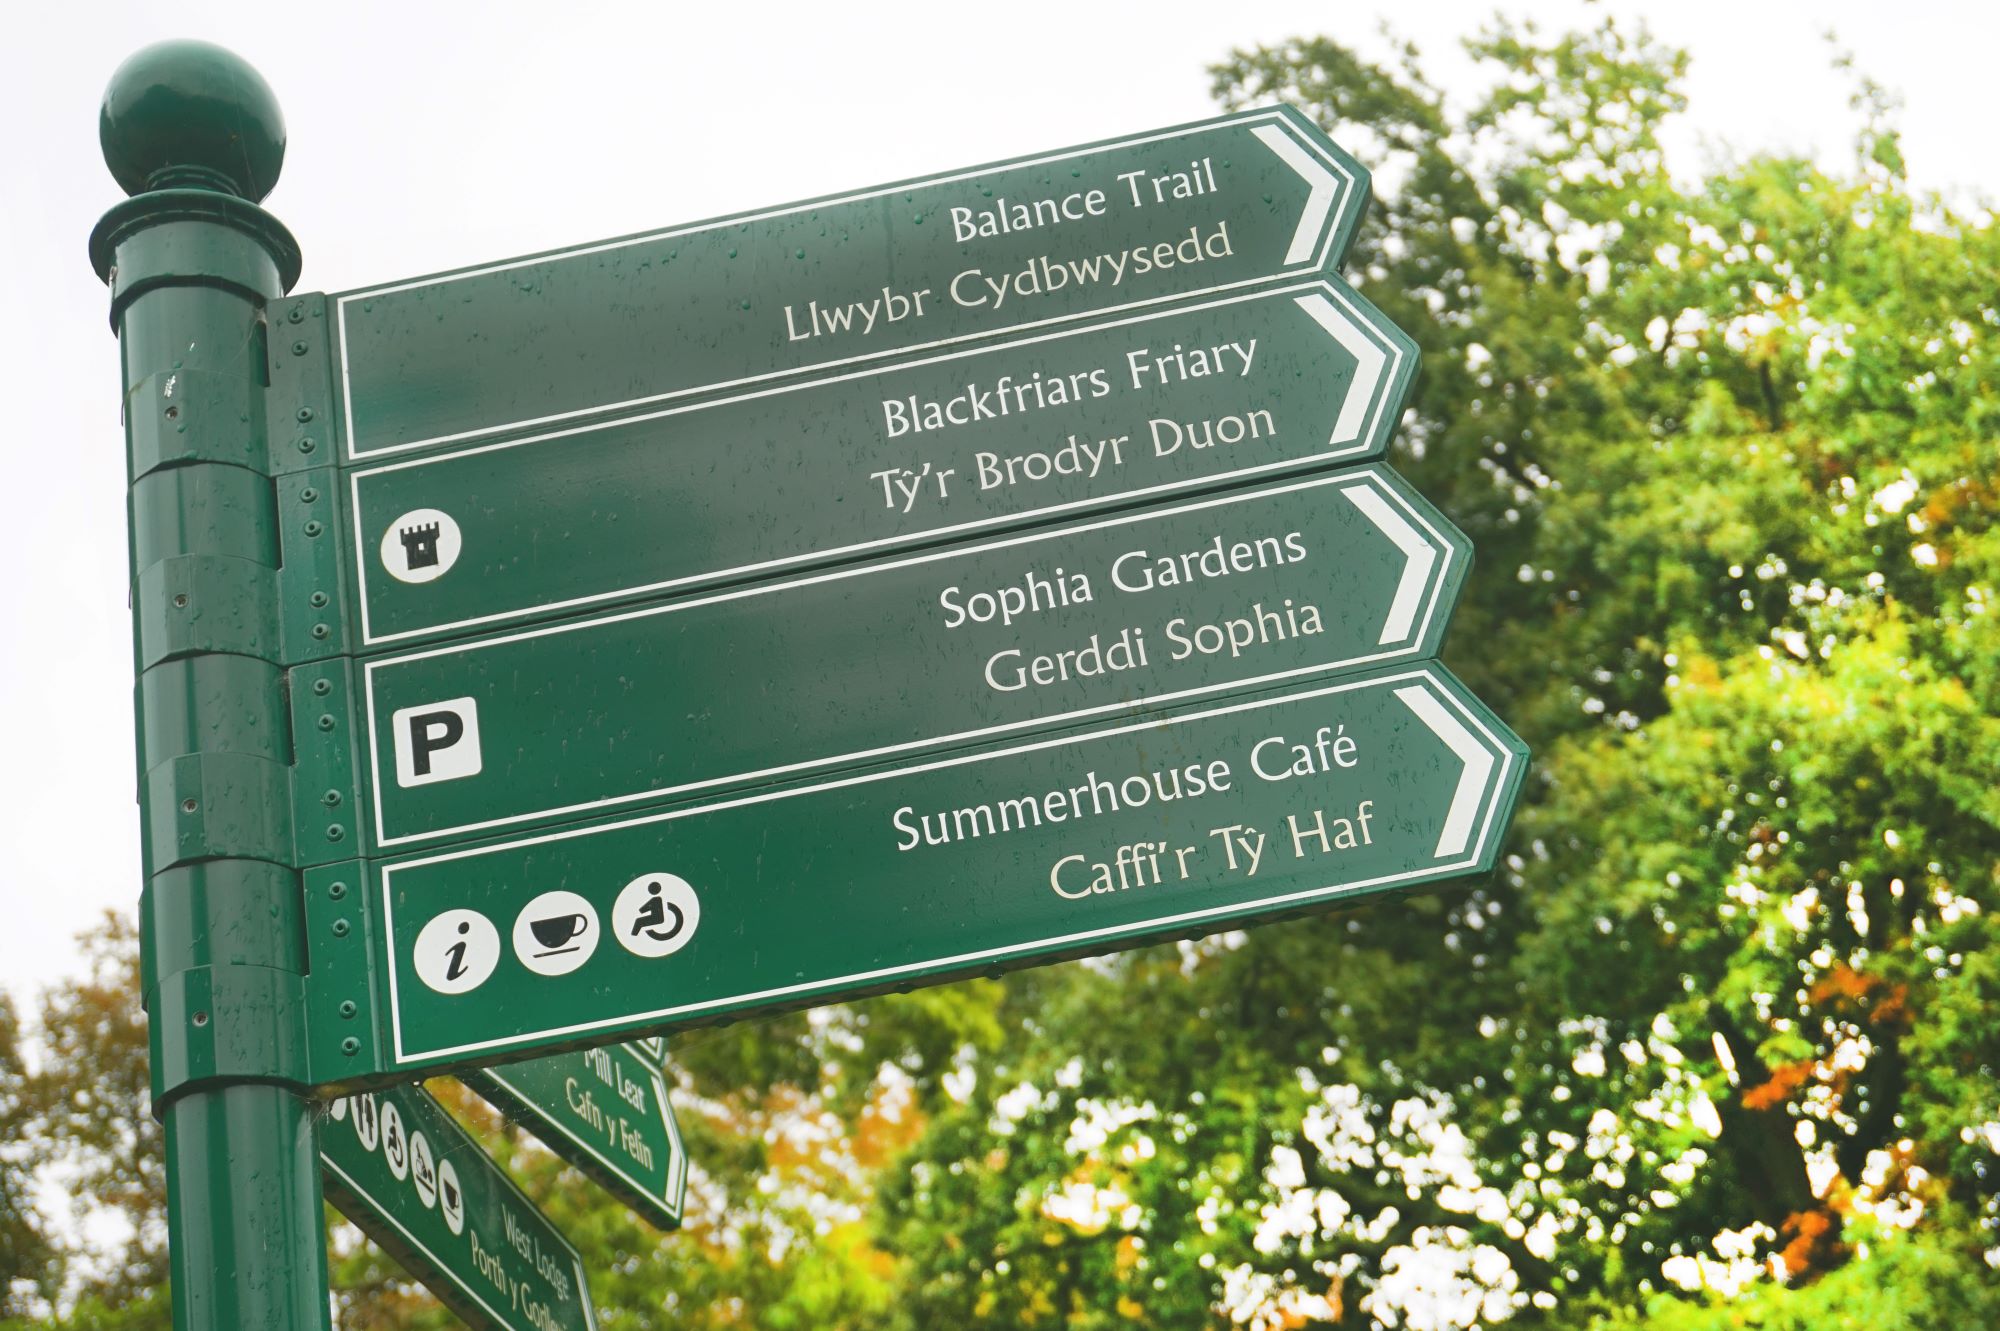 Balance Trail
Llwybr Cydbwysedd
Blackfriars Friary
Tŷ'r Brodyr Duon
P
Sophia Gardens
Gerddi Sophia
i
Summerhouse Café
Caffi'r Tŷ Haf
Mill Leat
Cafn y Felin
West Lodge
Porth y